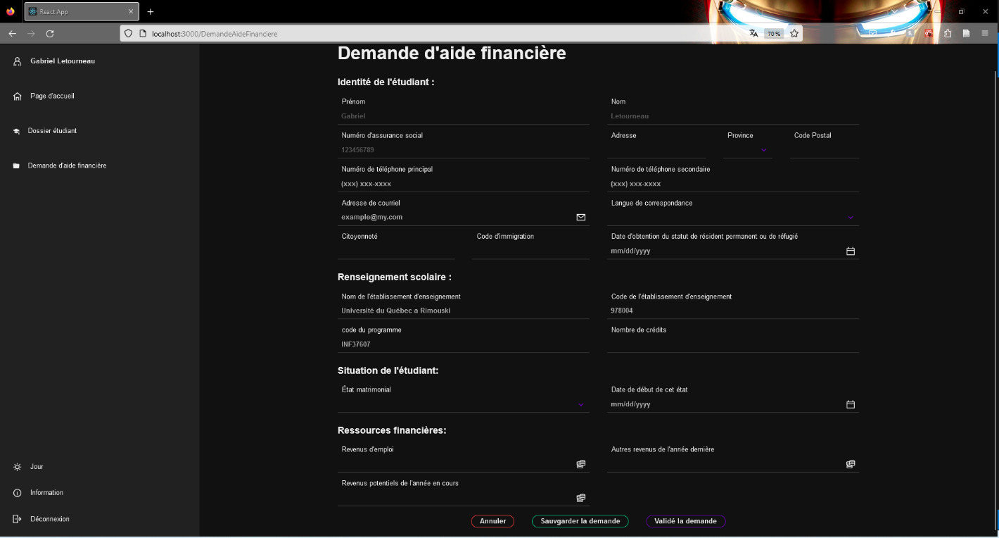 React App
localhost:3000/DemandeAideFinanciere
70%
Gabriel Letourneau
Page d'accueil
Dossier étudiant
Demande d'aide financière
Jour
Information
Déconnexion
Demande d'aide financière
Identité de l'étudiant :
Prénom Nom
Gabriel Letourneau
Numéro d'assurance social Adresse Province Code Postal
123456789
Numéro de téléphone principal Numéro de téléphone secondaire
(xxx) xxx-xxxx (xxx) xxx-xxxx
Adresse de courriel Langue de correspondance
example@my.com
Citoyenneté Code d'immigration Date d'obtention du statut de résident permanent ou de réfugié
mm/dd/yyyy
Renseignement scolaire :
Nom de l'établissement d'enseignement Code de l'établissement d'enseignement
Université du Québec a Rimouski 978004
code du programme Nombre de crédits
INF37607
Situation de l'étudiant:
État matrimonial Date de début de cet état
mm/dd/yyyy
Ressources financières:
Revenus d'emploi Autres revenus de l'année dernière
Revenus potentiels de l'année en cours
Annuler Sauvgarder la demande Validé la demande